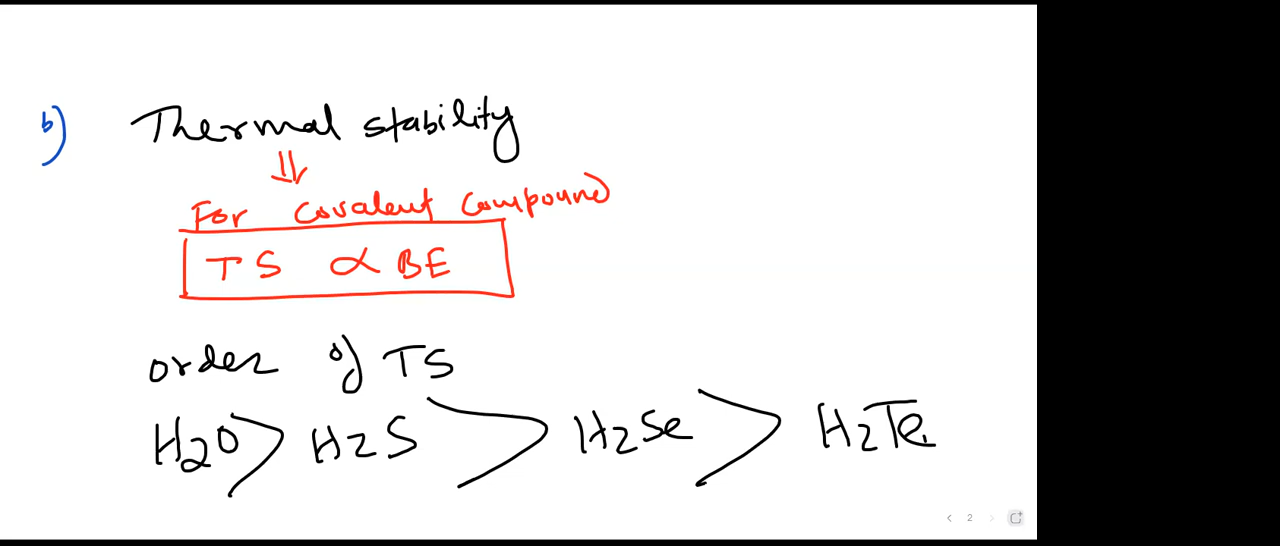 b) Thermal stability
⇓
For Covalent Compound
TS ∝ BE
order of TS
H2O > H2S > H2Se > H2Te
2